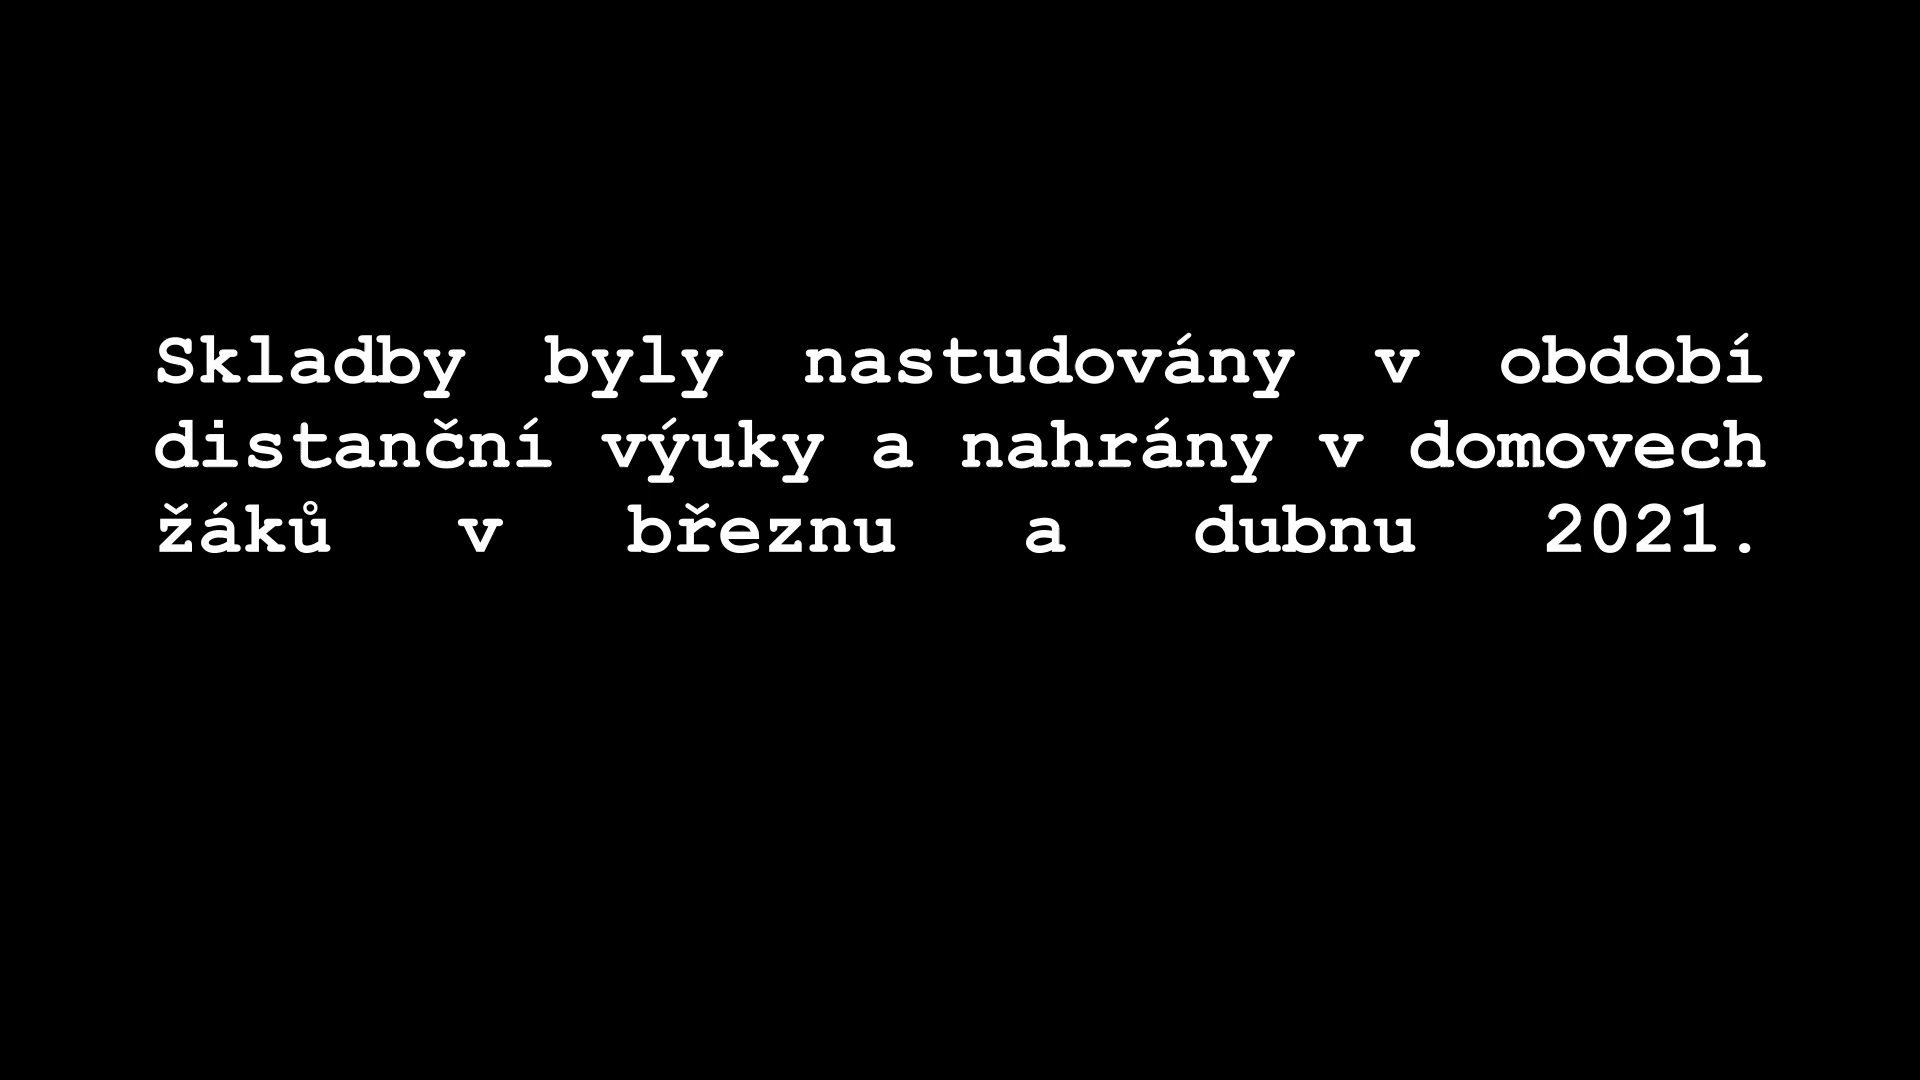 Skladby byly nastudovány v období
distanční výuky a nahrány v domovech
žáků v březnu a dubnu 2021.